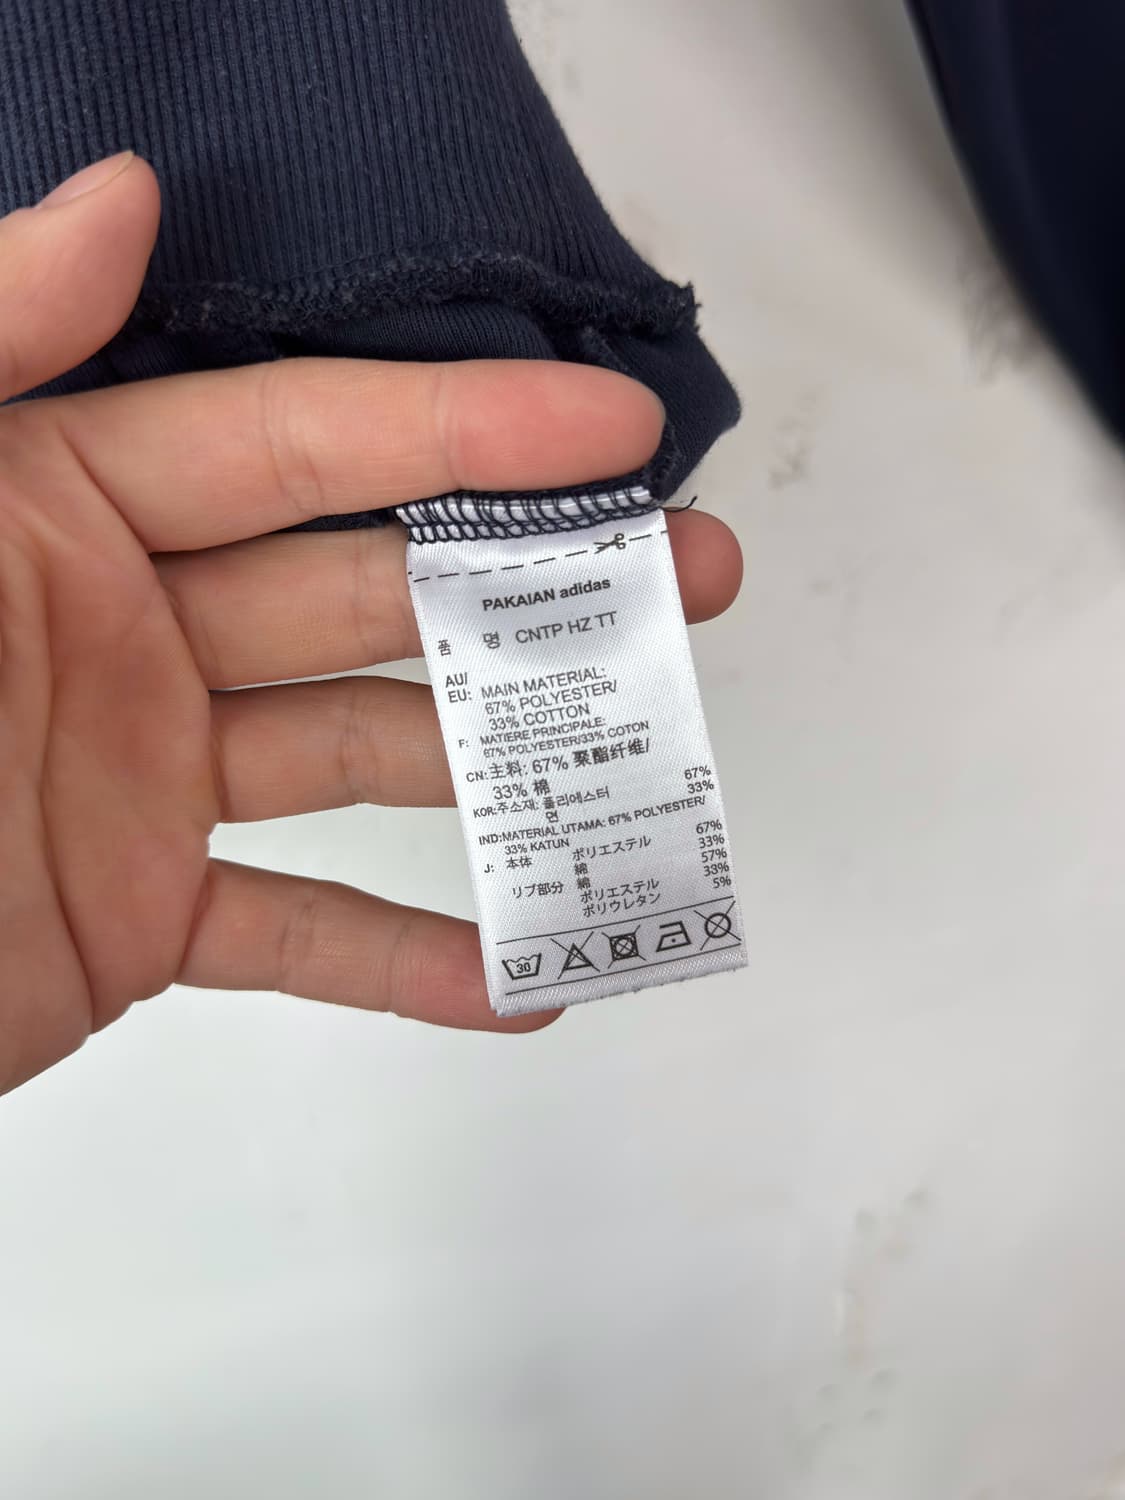 PAKAIAN adidas
품 명 CNTP HZ TT
AU/
EU: MAIN MATERIAL:
67% POLYESTER/
33% COTTON
F: MATIERE PRINCIPALE:
67% POLYESTER/33% COTON
CN: 主料: 67% 聚酯纤维/
33% 棉
KOR: 주소재: 폴리에스터 67%
면 33%
IND: MATERIAL UTAMA: 67% POLYESTER/
33% KATUN
J: 本体 ポリエステル 67%
綿 33%
リブ部分 綿 57%
ポリエステル 33%
ポリウレタン 5%
30